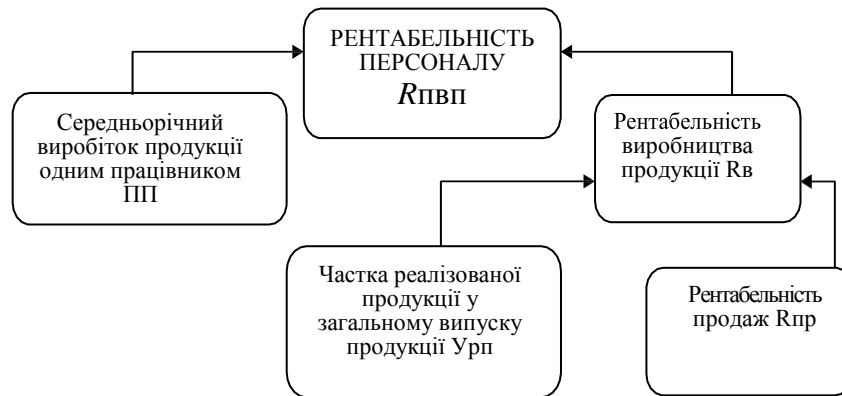 РЕНТАБЕЛЬНІСТЬ
ПЕРСОНАЛУ
Rпвп
Середньорічний
виробіток продукції
одним працівником
ПП
Рентабельність
виробництва
продукції Rв
Частка реалізованої
продукції у
загальному випуску
продукції Урп
Рентабельність
продаж Rпр